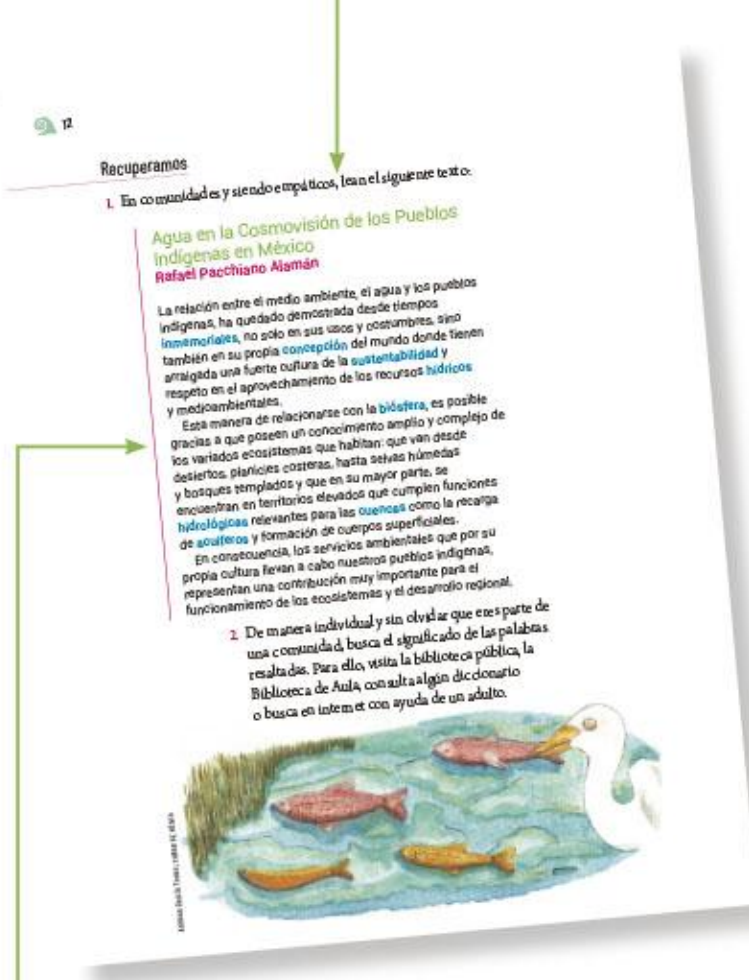 12
Recuperamos
1. En comunidades y siendo empáticos, lean el siguiente texto:
Agua en la Cosmovisión de los Pueblos
Indígenas en México
Rafael Pacchiano Alamán
La relación entre el medio ambiente, el agua y los pueblos
indígenas, ha quedado demostrada desde tiempos
inmemoriales, no solo en sus usos y costumbres, sino
también en su propia concepción del mundo donde tienen
arraigada una fuerte cultura de la sustentabilidad y
respeto en el aprovechamiento de los recursos hídricos
y medioambientales.
Esta manera de relacionarse con la biósfera, es posible
gracias a que poseen un conocimiento amplio y complejo de
los variados ecosistemas que habitan: que van desde
desiertos, planicies costeras, hasta selvas húmedas
y bosques templados y que en su mayor parte, se
encuentran en territorios elevados que cumplen funciones
hidrológicas relevantes para las cuencas como la recarga
de acuíferos y formación de cuerpos superficiales.
En consecuencia, los servicios ambientales que por su
propia cultura llevan a cabo nuestros pueblos indígenas,
representan una contribución muy importante para el
funcionamiento de los ecosistemas y el desarrollo regional.
2. De manera individual y sin olvidar que eres parte de
una comunidad, busca el significado de las palabras
resaltadas. Para ello, visita la biblioteca pública, la
Biblioteca de Aula, consulta algún diccionario
o busca en internet con ayuda de un adulto.